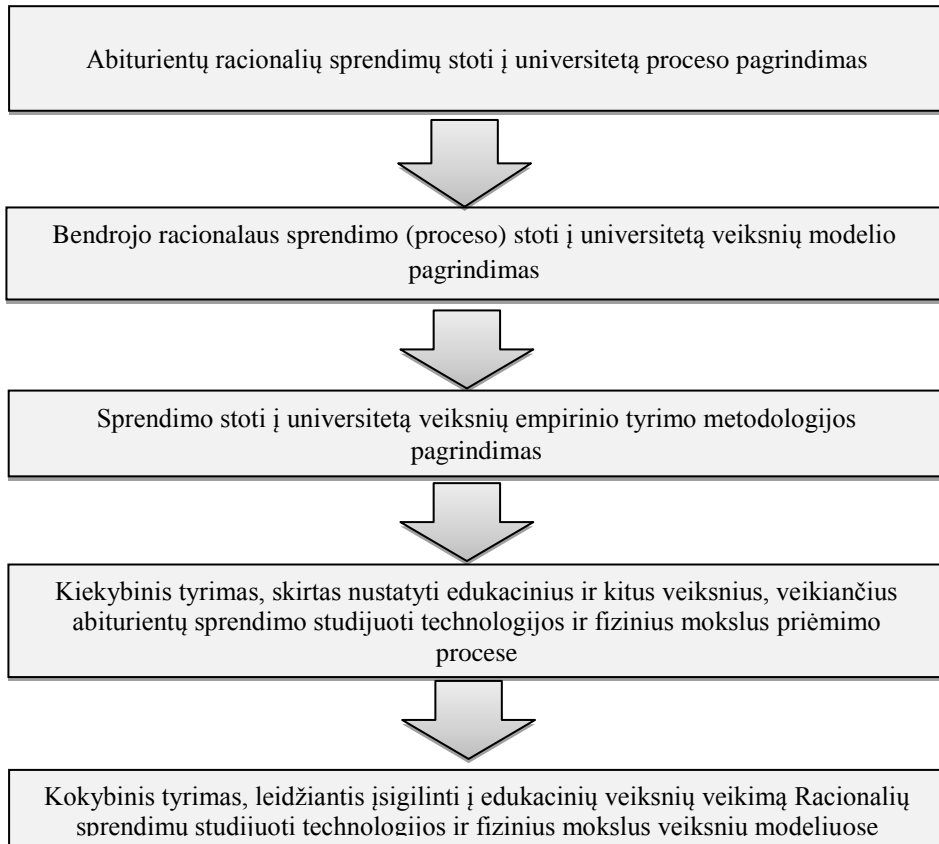 Abiturientų racionalių sprendimų stoti į universitetą proceso pagrindimas
Bendrojo racionalaus sprendimo (proceso) stoti į universitetą veiksnių modelio
pagrindimas
Sprendimo stoti į universitetą veiksnių empirinio tyrimo metodologijos
pagrindimas
Kiekybinis tyrimas, skirtas nustatyti edukacinius ir kitus veiksnius, veikiančius
abiturientų sprendimo studijuoti technologijos ir fizinius mokslus priėmimo
procese
Kokybinis tyrimas, leidžiantis įsigilinti į edukacinių veiksnių veikimą Racionalių
sprendimų studijuoti technologijos ir fizinius mokslus veiksnių modeliuose